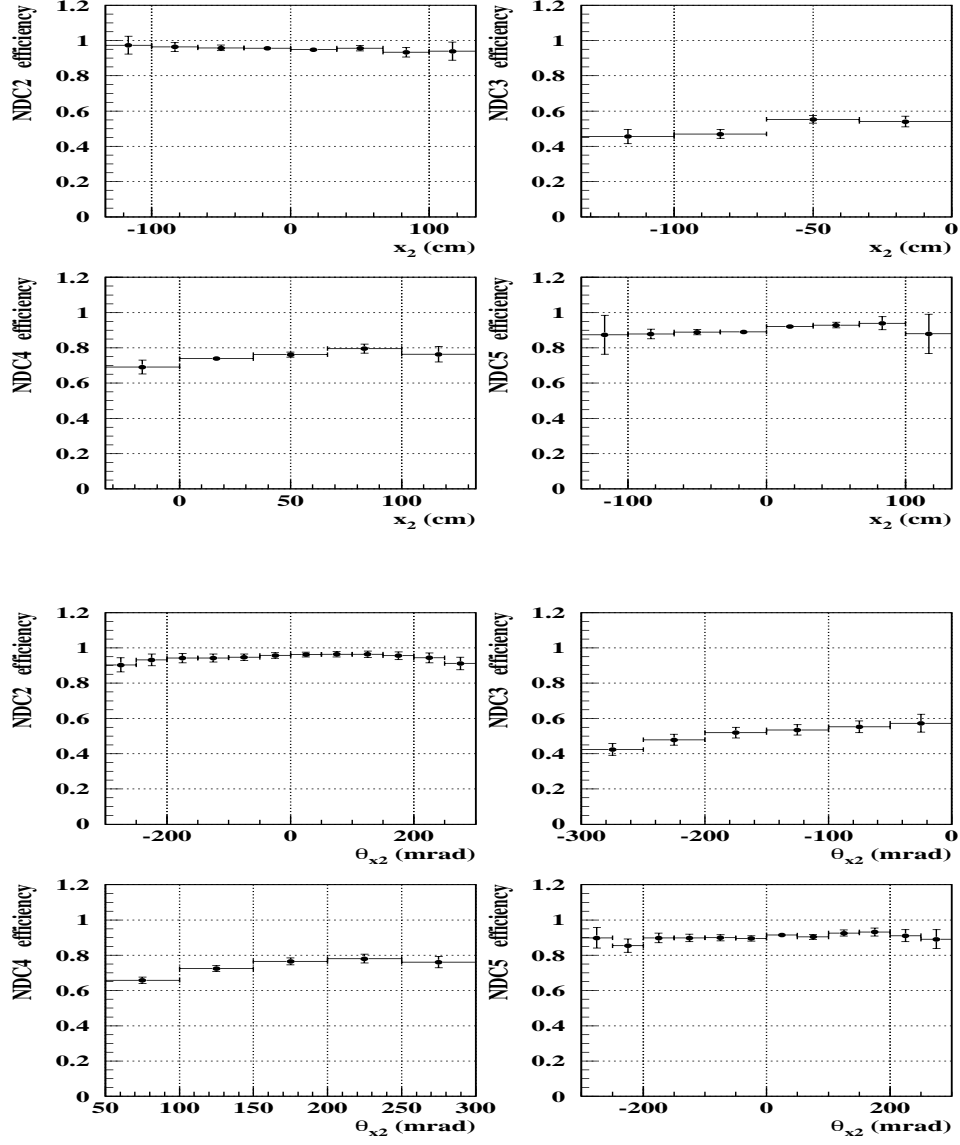 NDC2 efficiency
1.2
1
0.8
0.6
0.4
0.2
0
-100 0 100
x2 (cm)
NDC3 efficiency
1.2
1
0.8
0.6
0.4
0.2
0
-100 -50 0
x2 (cm)
NDC4 efficiency
1.2
1
0.8
0.6
0.4
0.2
0
0 50 100
x2 (cm)
NDC5 efficiency
1.2
1
0.8
0.6
0.4
0.2
0
-100 0 100
x2 (cm)
NDC2 efficiency
1.2
1
0.8
0.6
0.4
0.2
0
-200 0 200
θx2 (mrad)
NDC3 efficiency
1.2
1
0.8
0.6
0.4
0.2
0
-300 -200 -100 0
θx2 (mrad)
NDC4 efficiency
1.2
1
0.8
0.6
0.4
0.2
0
50 100 150 200 250 300
θx2 (mrad)
NDC5 efficiency
1.2
1
0.8
0.6
0.4
0.2
0
-200 0 200
θx2 (mrad)